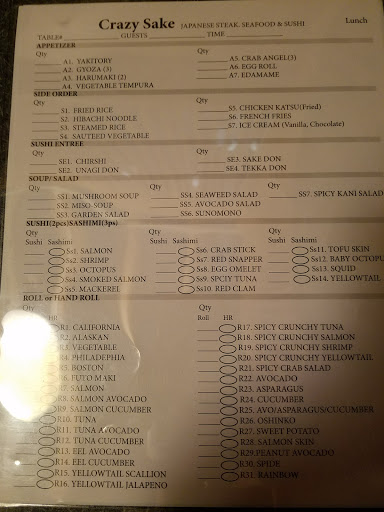 Crazy Sake JAPANESE STEAK. SEAFOOD & SUSHI Lunch
TABLE# GUESTS TIME
APPETIZER
Qty Qty
A1. YAKITORY A5. CRAB ANGEL(3)
A2. GYOZA (3) A6. EGG ROLL
A3. HARUMAKI (2) A7. EDAMAME
A4. VEGETABLE TEMPURA
SIDE ORDER
Qty
S1. FRIED RICE S5. CHICKEN KATSU(Fried)
S2. HIBACHI NOODLE S6. FRENCH FRIES
S3. STEAMED RICE S7. ICE CREAM (Vanilla, Chocolate)
S4. SAUTEED VEGETABLE
SUSHI ENTREE
Qty
SE1. CHIRSHI SE3. SAKE DON
SE2. UNAGI DON SE4. TEKKA DON
SOUP/ SALAD
Qty Qty Qty
SS1 MUSHROOM SOUP SS4. SEAWEED SALAD SS7. SPICY KANI SALAD
SS2. MISO SOUP SS5. AVOCADO SALAD
SS3. GARDEN SALAD SS6. SUNOMONO
SUSHI(2pcs)SASHIMI(3ps)
Qty Qty Qty
Sushi Sashimi Sushi Sashimi Sushi Sashimi
Ss1. SALMON Ss6. CRAB STICK Ss11. TOFU SKIN
Ss2. SHRIMP Ss7. RED SNAPPER Ss12. BABY OCTOPU
Ss3. OCTOPUS Ss8. EGG OMELET Ss13. SQUID
Ss4. SMOKED SALMON Ss9. SPCIY TUNA Ss14. YELLOWTAIL
Ss5. MACKEREL Ss10. RED CLAM
ROLL or HAND ROLL
Qty Qty
HR Roll HR
R1. CALIFORNIA R17. SPICY CRUNCHY TUNA
R2. ALASKAN R18. SPICY CRUNCHY SALMON
R3. VEGETABLE R19. SPICY CRUNCHY SHRIMP
R4. PHILADEPHIA R20. SPICY CRUNCHY YELLOWTAIL
R5. BOSTON R21. SPICY CRAB SALAD
R6. FUTO MAKI R22. AVOCADO
R7. SALMON R23. ASPARAGUS
R8. SALMON AVOCADO R24. CUCUMBER
R9. SALMON CUCUMBER R25. AVO/ASPARAGUS/CUCUMBER
R10. TUNA R26. OSHINKO
R11. TUNA AVOCADO R27. SWEET POTATO
R12. TUNA CUCUMBER R28. SALMON SKIN
R13. EEL AVOCADO R29.PEANUT AVOCADO
R14. EEL CUCUMBER R30. SPIDE
R15. YELLOWTAIL SCALLION R31. RAINBOW
R16. YELLOWTAIL JALAPENO